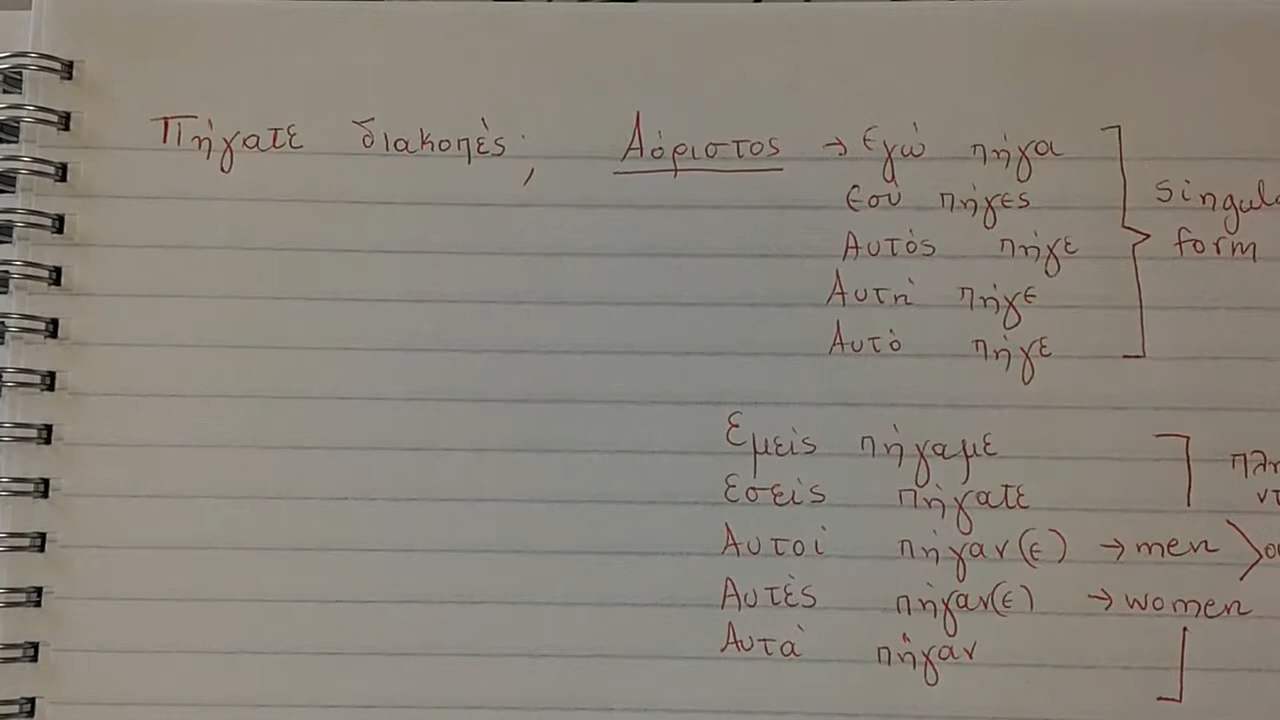 Πήγατε διακοπές; Αόριστος → Εγώ πήγα
Εσύ πήγες
Αυτός πήγε
Αυτή πήγε
Αυτό πήγε
form
Εμείς πήγαμε
Εσείς πήγατε
Αυτοί πήγαν(ε) → men
Αυτές πήγαν(ε) → women
Αυτά πήγαν